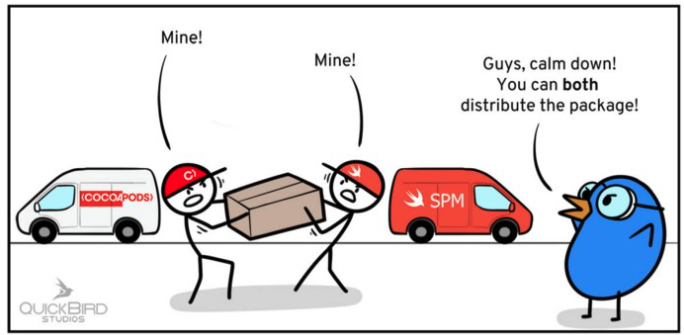 Mine!
Mine!
Guys, calm down!
You can both
distribute the package!
(COCOAPODS)
C)
SPM
QUICKBIRD
STUDIOS